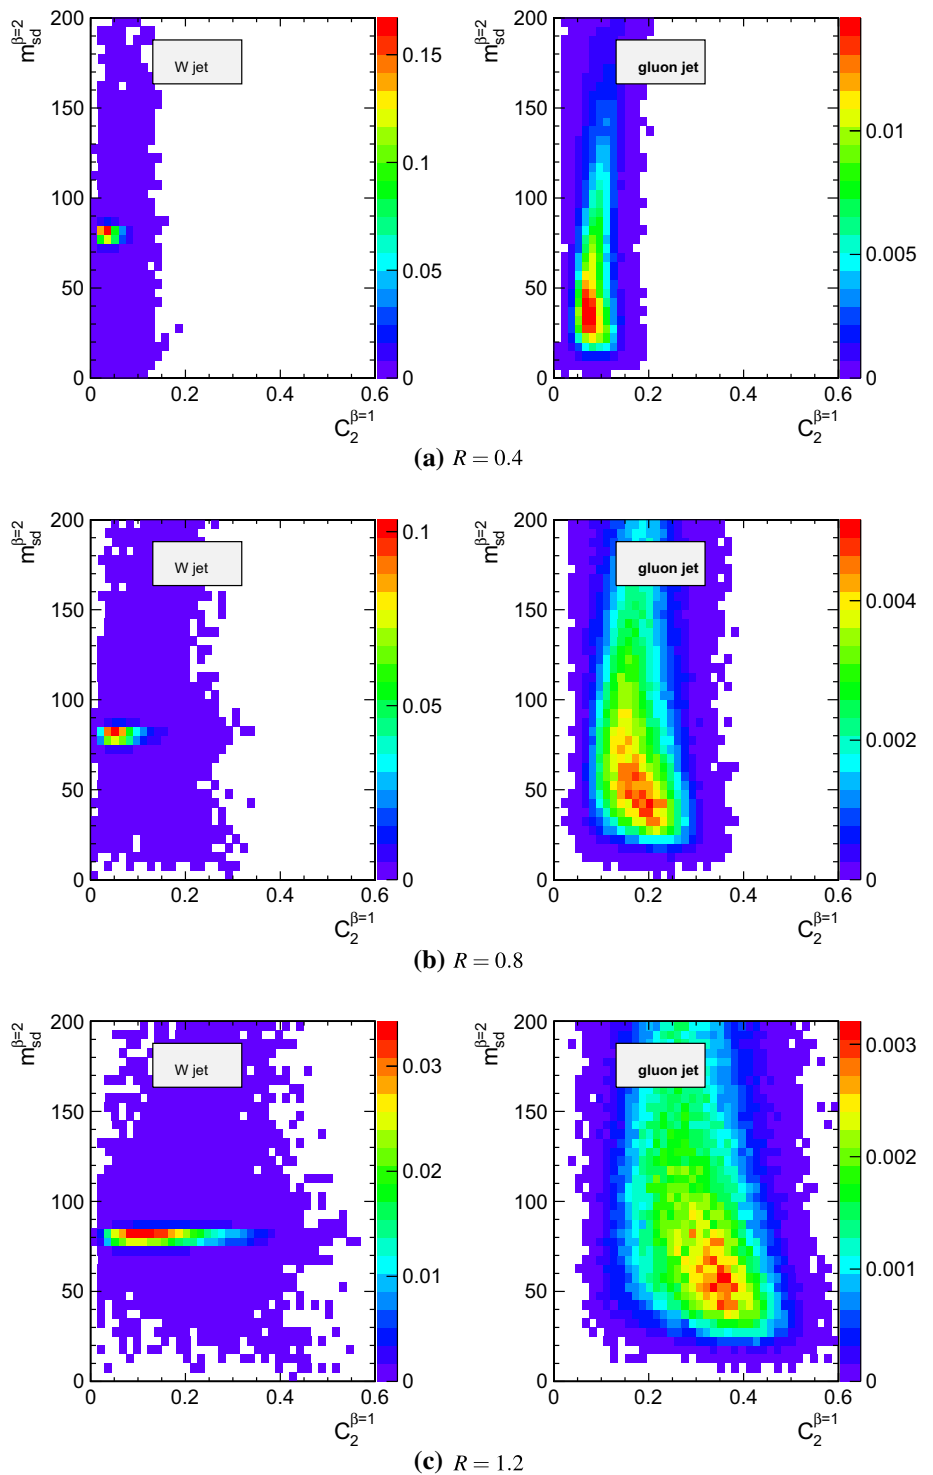 m_sd^β=2
200
150
100
50
0
W jet
0 0.2 0.4 0.6
C_2^β=1
0.15
0.1
0.05
0
m_sd^β=2
200
150
100
50
0
gluon jet
0 0.2 0.4 0.6
C_2^β=1
0.01
0.005
0
(a) R = 0.4
m_sd^β=2
200
150
100
50
0
W jet
0 0.2 0.4 0.6
C_2^β=1
0.1
0.05
0
m_sd^β=2
200
150
100
50
0
gluon jet
0 0.2 0.4 0.6
C_2^β=1
0.004
0.002
0
(b) R = 0.8
m_sd^β=2
200
150
100
50
0
W jet
0 0.2 0.4 0.6
C_2^β=1
0.03
0.02
0.01
0
m_sd^β=2
200
150
100
50
0
gluon jet
0 0.2 0.4 0.6
C_2^β=1
0.003
0.002
0.001
0
(c) R = 1.2